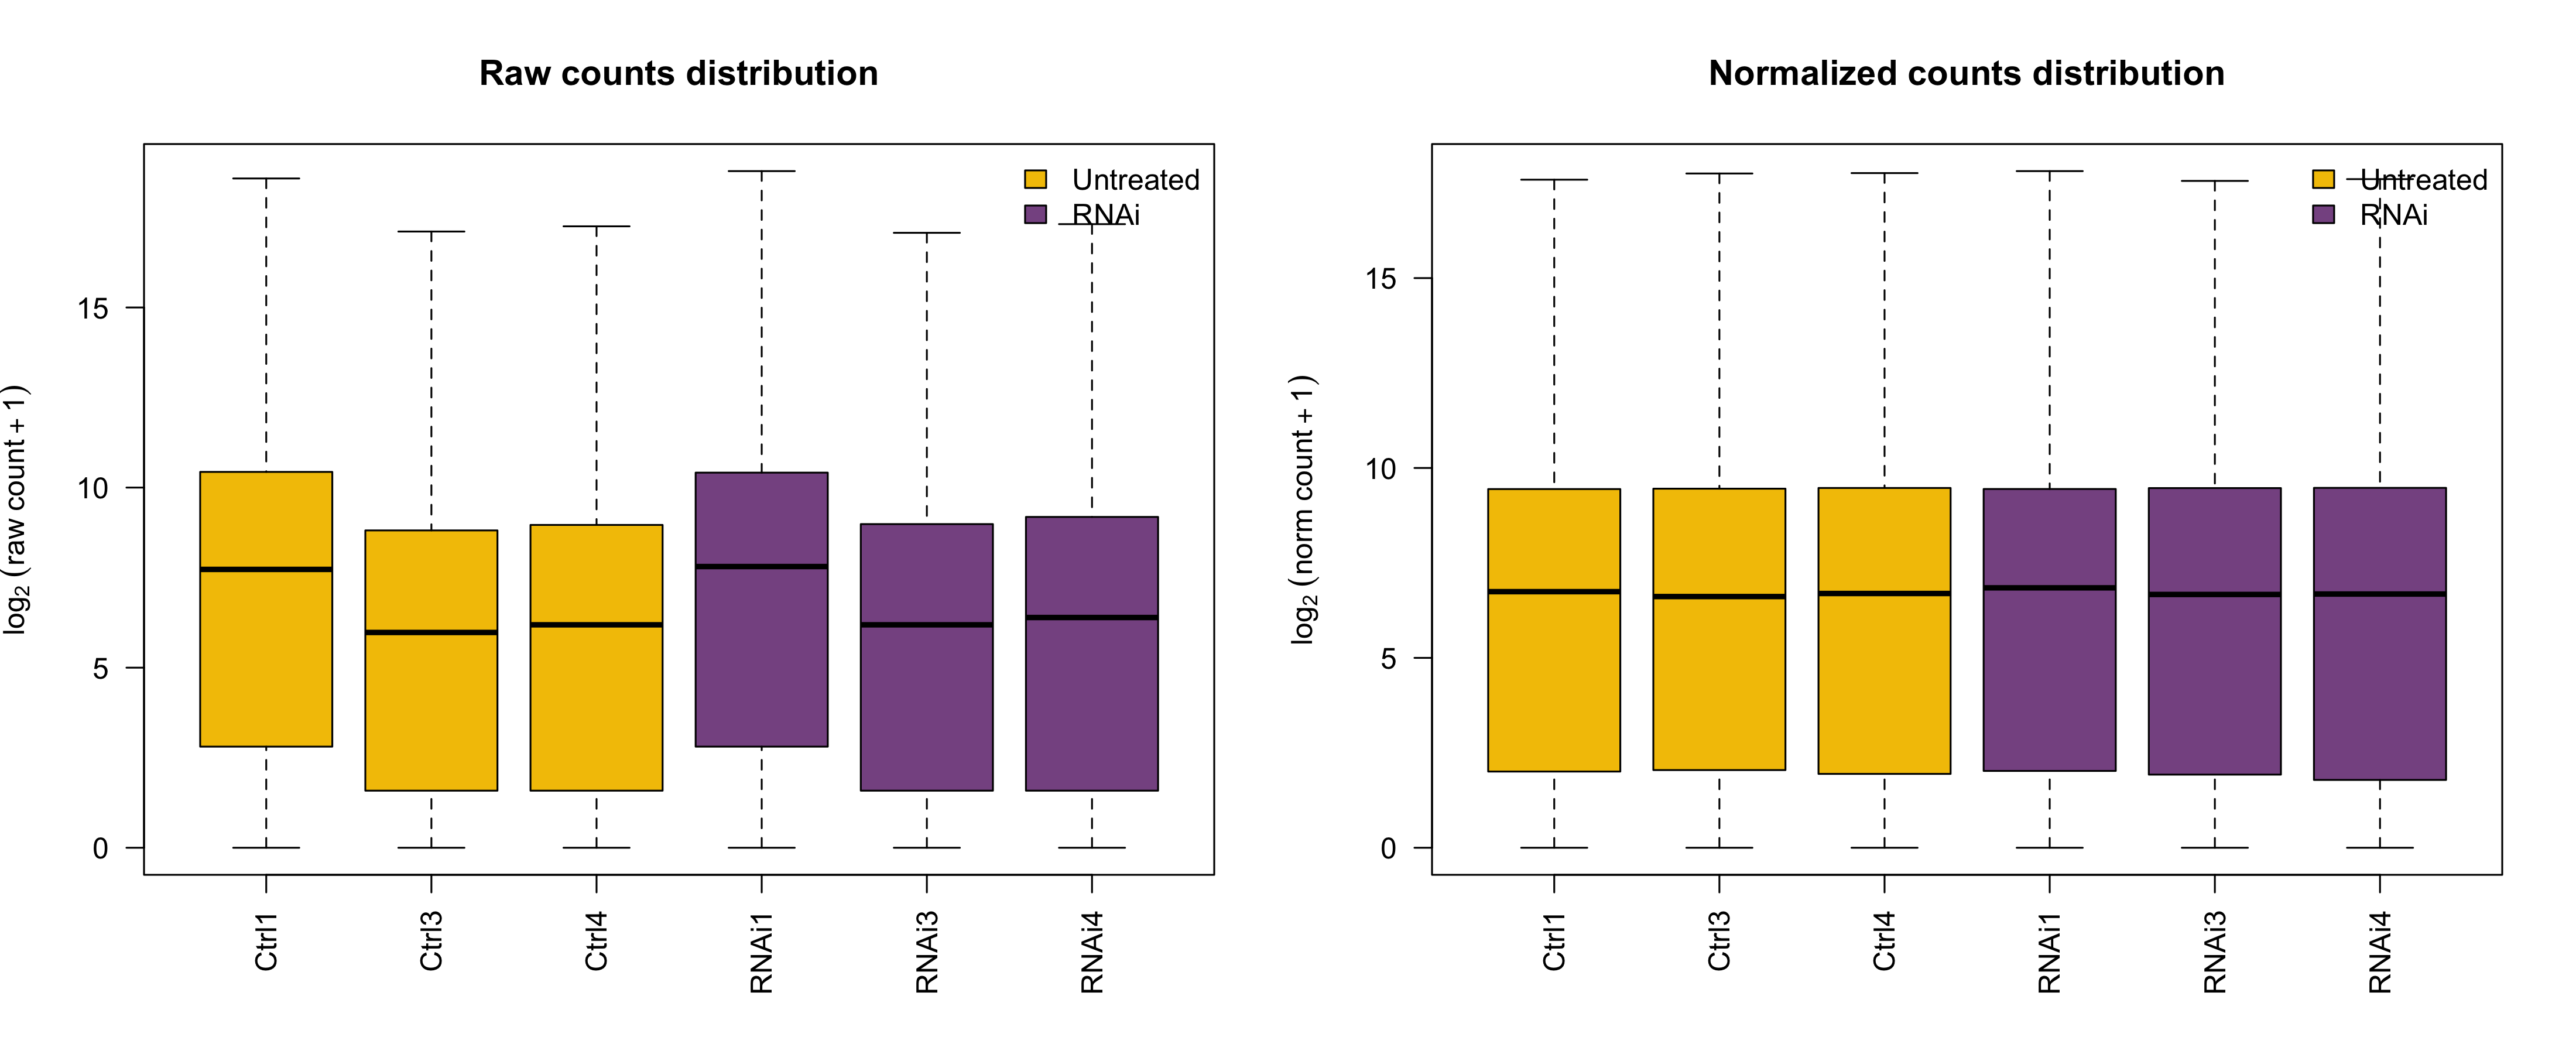 Raw counts distribution
Untreated
RNAi
15
10
5
0
log2 (raw count + 1)
Ctrl1
Ctrl3
Ctrl4
RNAi1
RNAi3
RNAi4
Normalized counts distribution
Untreated
RNAi
15
10
5
0
log2 (norm count + 1)
Ctrl1
Ctrl3
Ctrl4
RNAi1
RNAi3
RNAi4